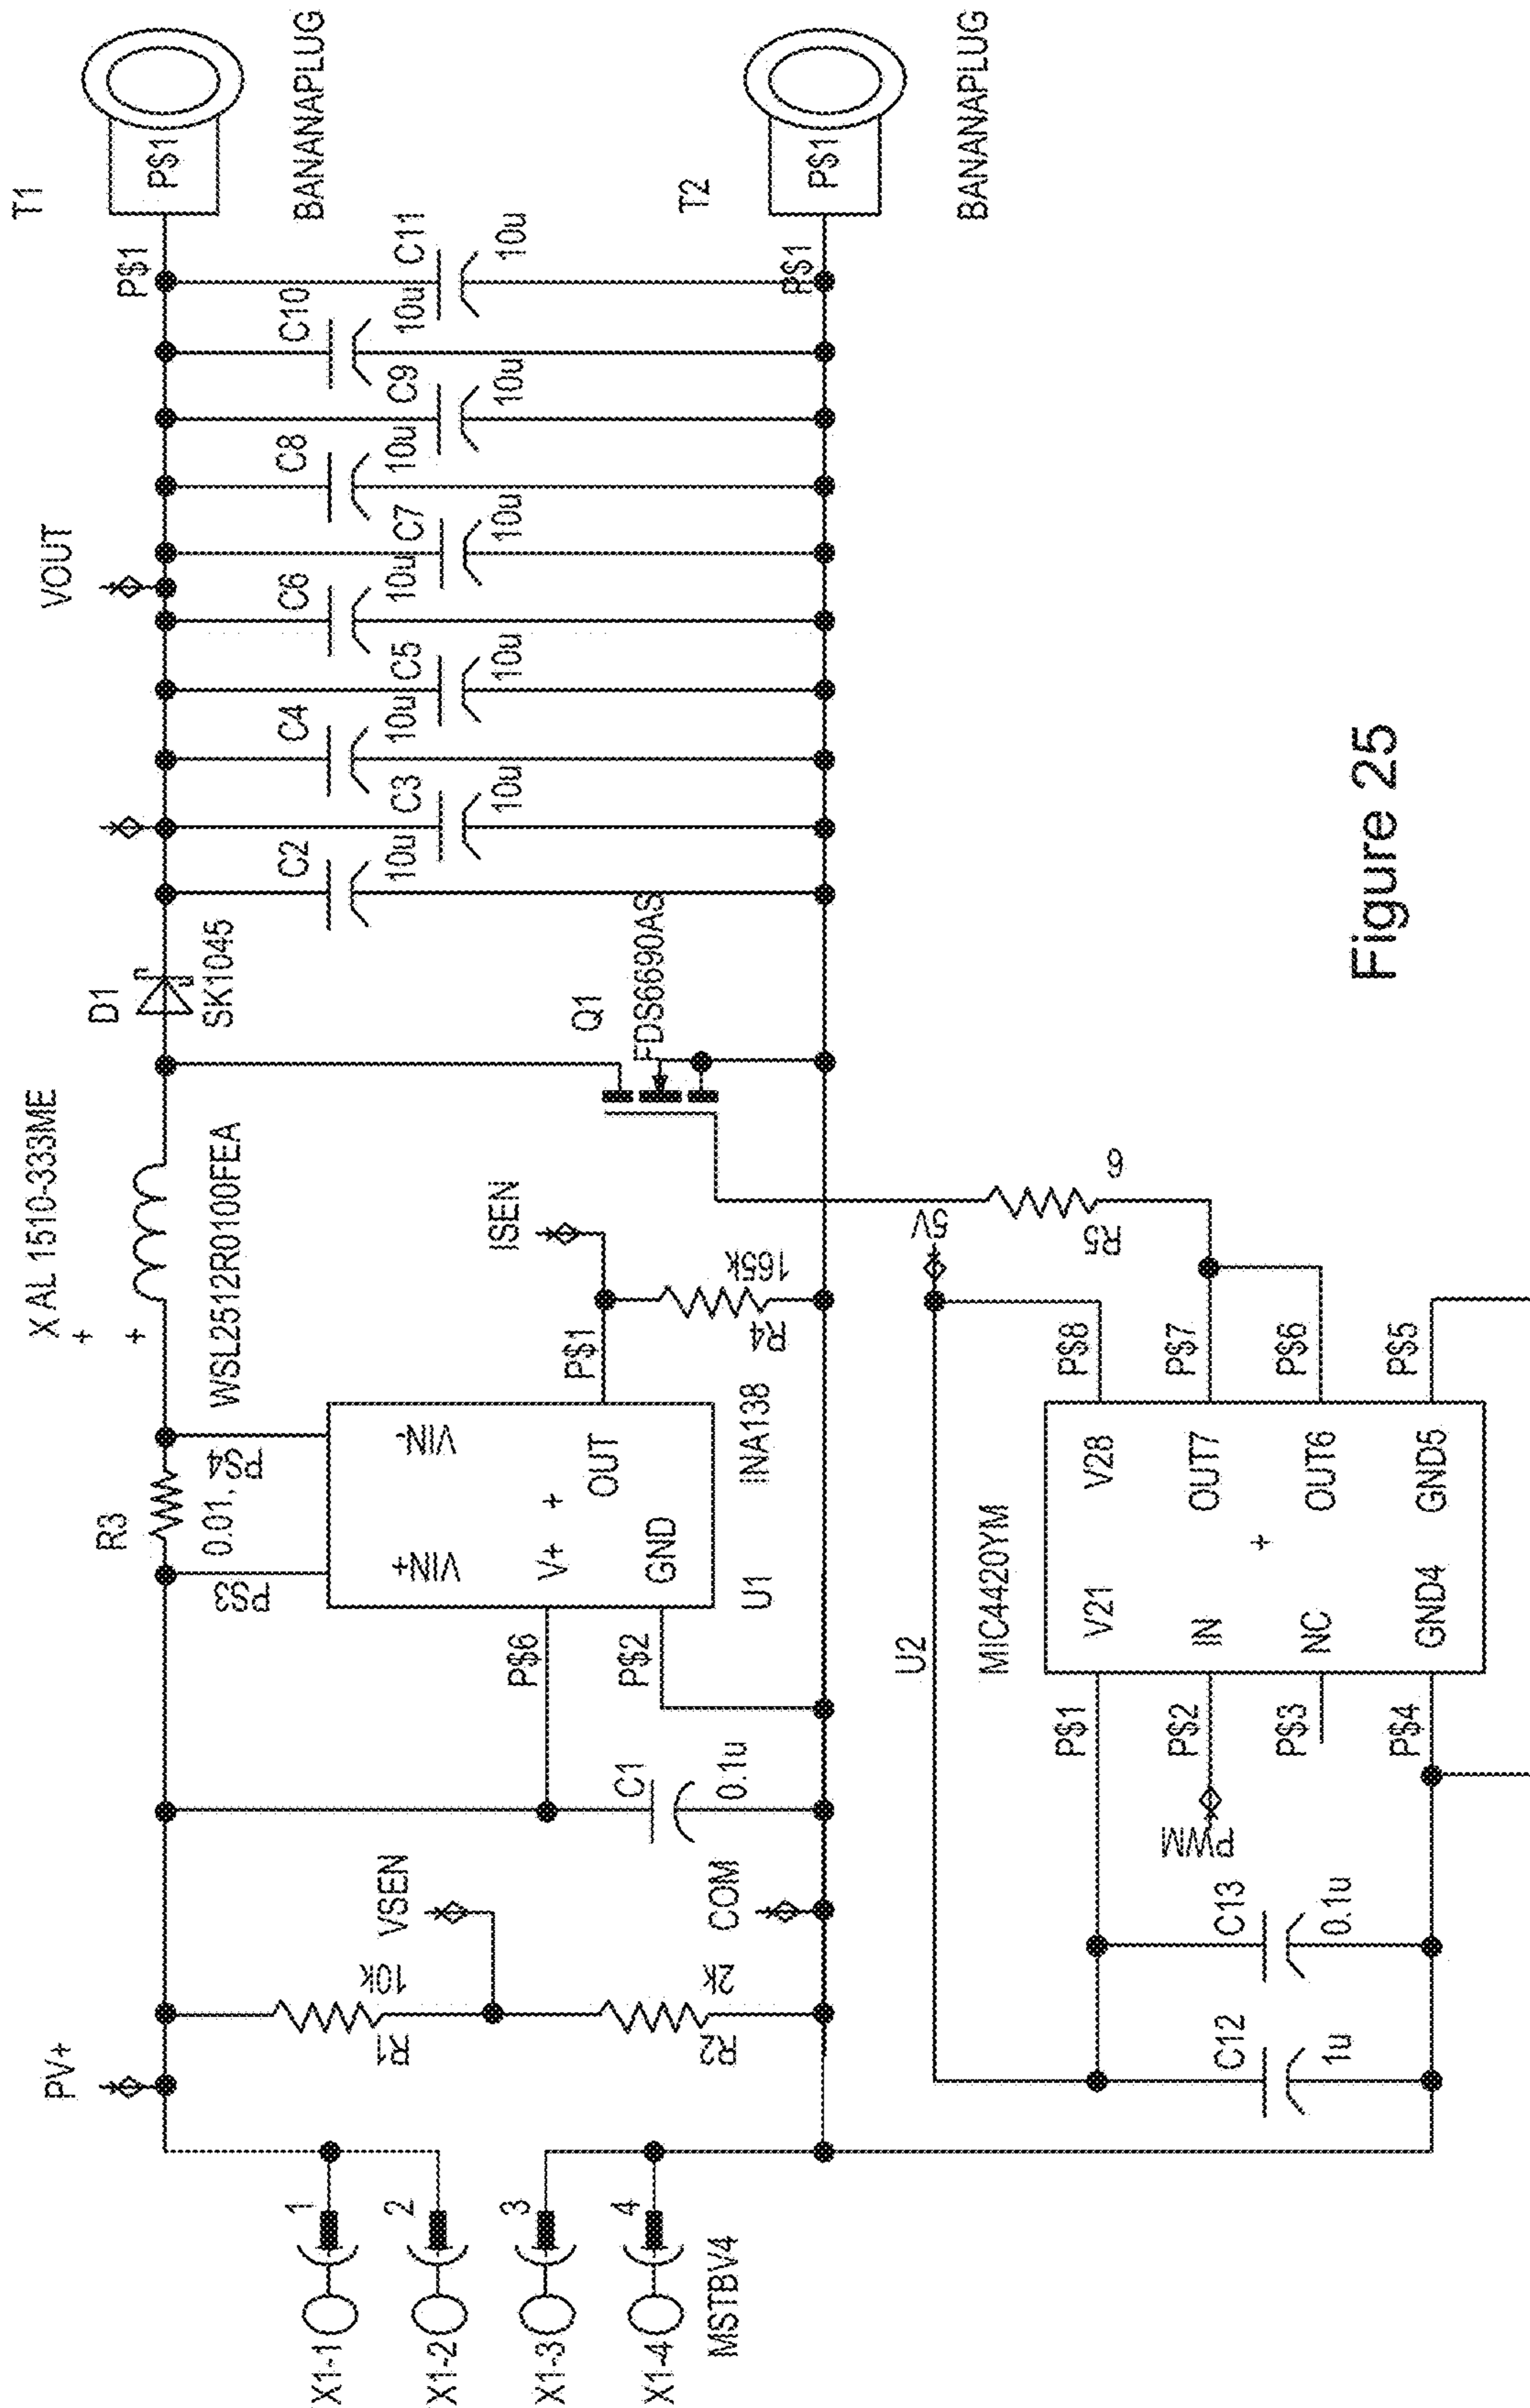 X1-1
1
X1-2
2
X1-3
3
X1-4
4
MSTBV4
PV+
R1
10k
VSEN
R2
2k
COM
C1
0.1u
P$6
P$2
PS3
PS4
R3
0.01,
WSL2512R0100FEA
VIN+
VIN-
V+ +
OUT
GND
U1
INA138
P$1
ISEN
R4
165k
X AL 1510-333ME
+
+
D1
SK1045
Q1
FDS6690AS
C2
10u
C3
10u
C4
10u
C5
10u
C6
10u
C7
10u
C8
10u
C9
10u
C10
10u
C11
10u
VOUT
P$1
P$1
T1
P$1
BANANAPLUG
T2
P$1
BANANAPLUG
U2
5V
MIC4420YM
P$1
V21
V28
P$8
PWM
P$2
IN
OUT7
P$7
P$3
NC
+
OUT6
P$6
P$4
GND4
GND5
P$5
R5
6
C12
1u
C13
0.1u
Figure 25